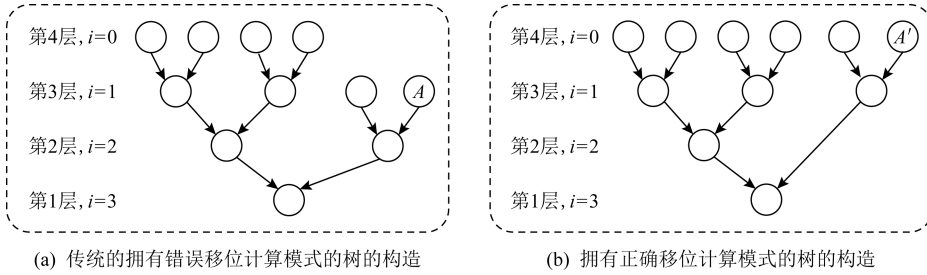 第4层, i=0
第3层, i=1
A
第2层, i=2
第1层, i=3
(a) 传统的拥有错误移位计算模式的树的构造
第4层, i=0
A′
第3层, i=1
第2层, i=2
第1层, i=3
(b) 拥有正确移位计算模式的树的构造